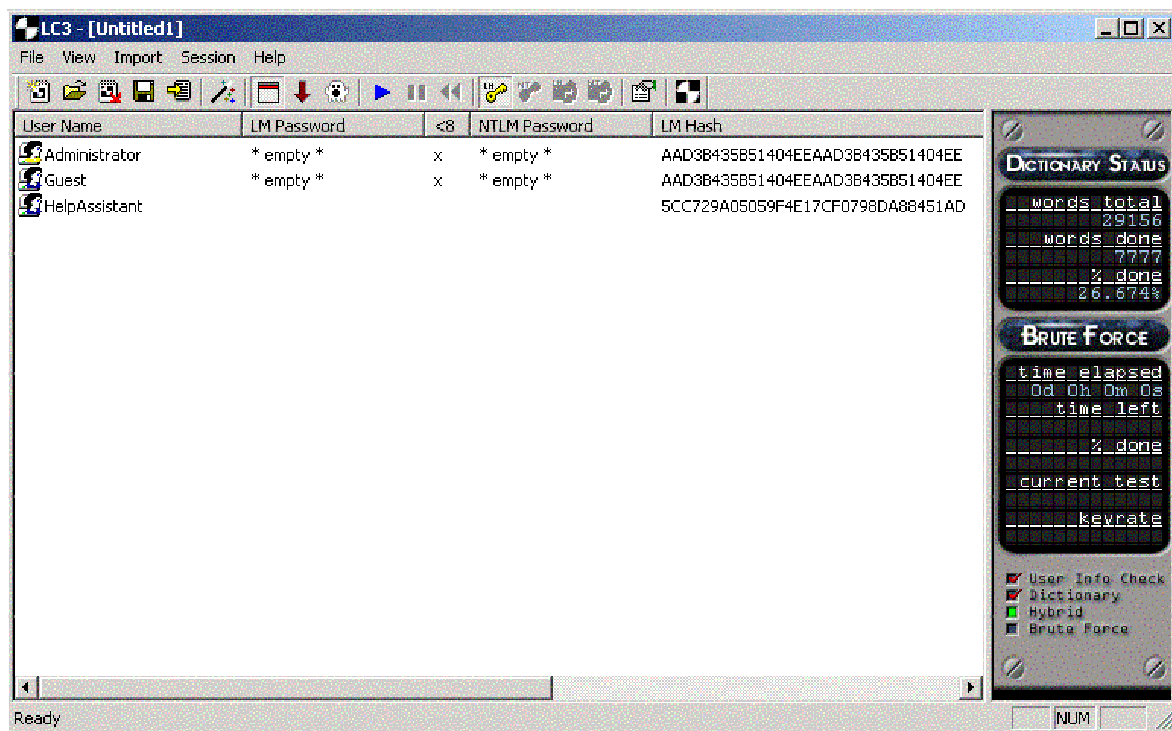 LC3 - [Untitled1]
File View Import Session Help
User Name LM Password <8 NTLM Password LM Hash
Administrator * empty * x * empty * AAD3B435B51404EEAAD3B435B51404EE
Guest * empty * x * empty * AAD3B435B51404EEAAD3B435B51404EE
HelpAssistant 5CC729A05059F4E17CF0798DA88451AD
DICTIONARY STATUS
words total
29156
words done
7777
% done
26.674%
BRUTE FORCE
time elapsed
0d 0h 0m 0s
time left
% done
current test
keyrate
User Info Check
Dictionary
Hybrid
Brute Force
Ready NUM